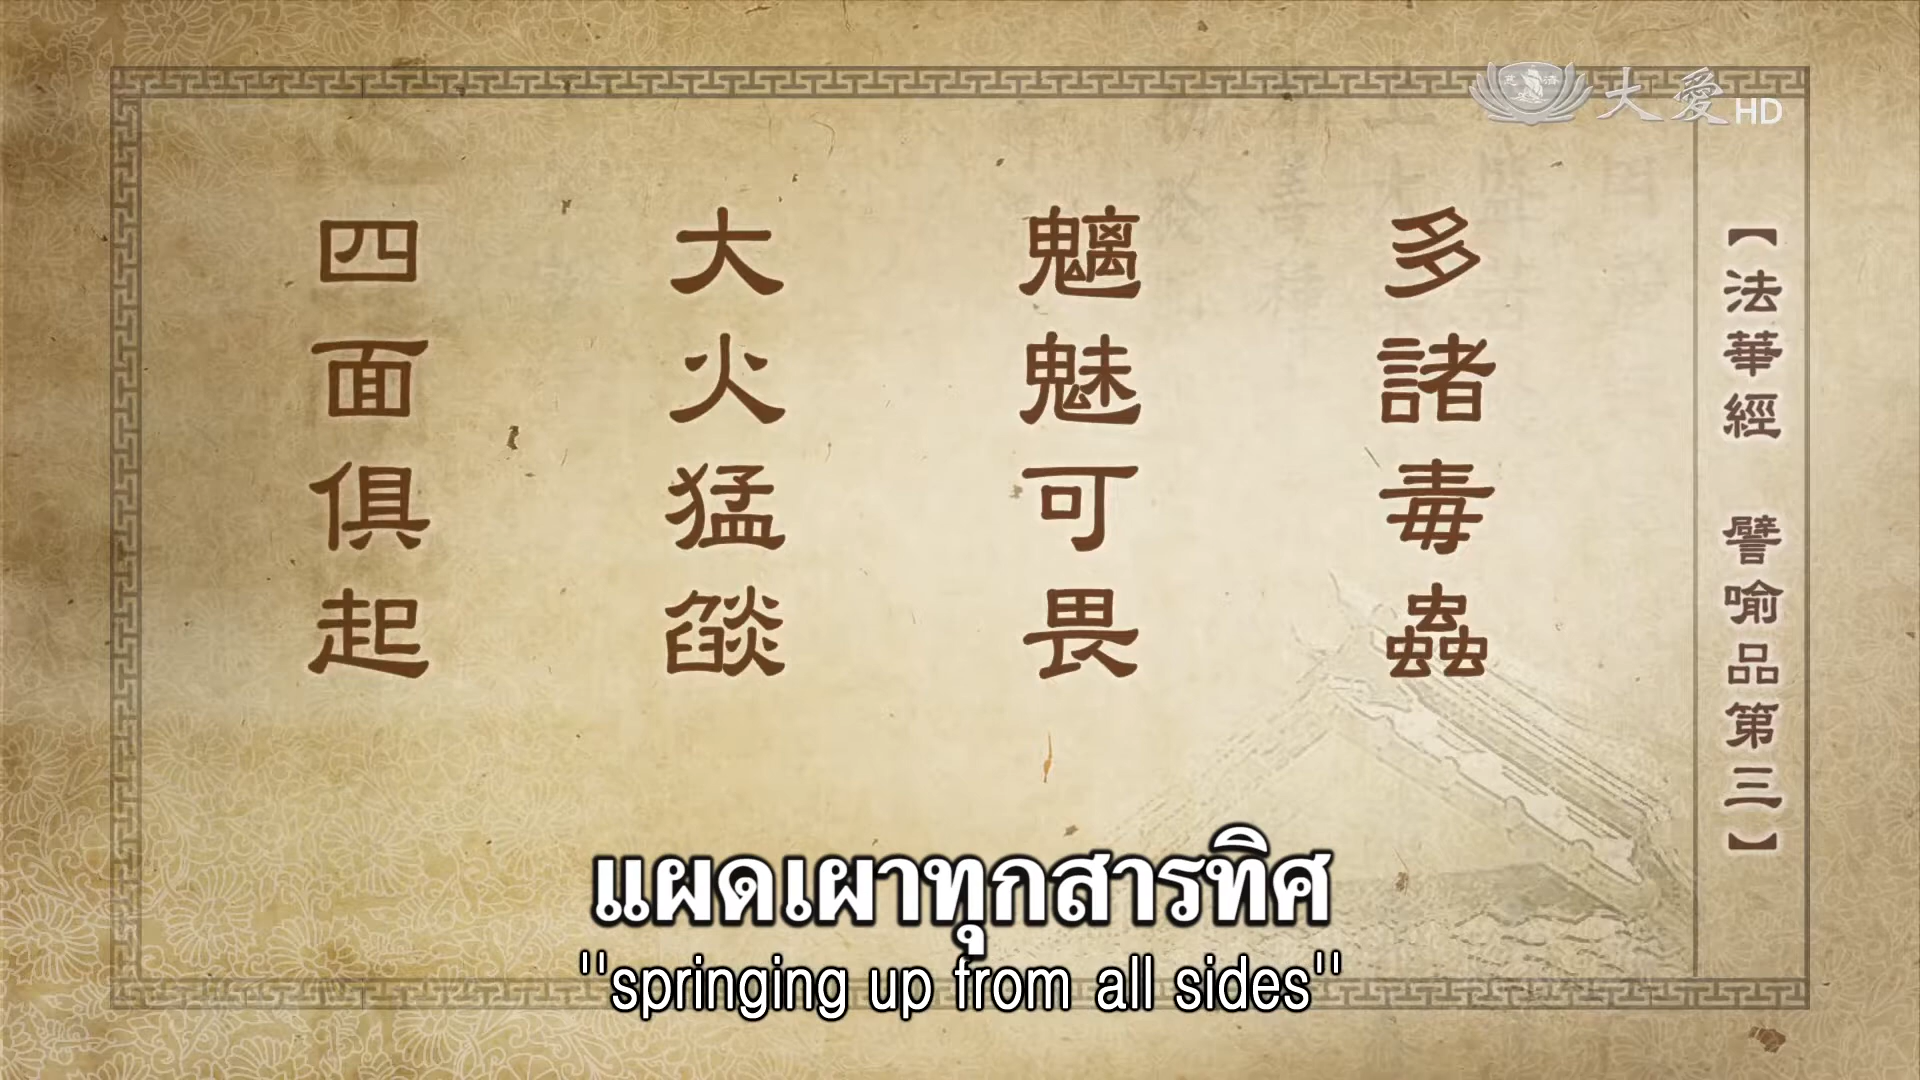 大愛HD
【法華經 譬喻品第三】
多諸毒蟲
魑魅可畏
大火猛燄
四面俱起
แผดเผาทุกสารทิศ
''springing up from all sides''